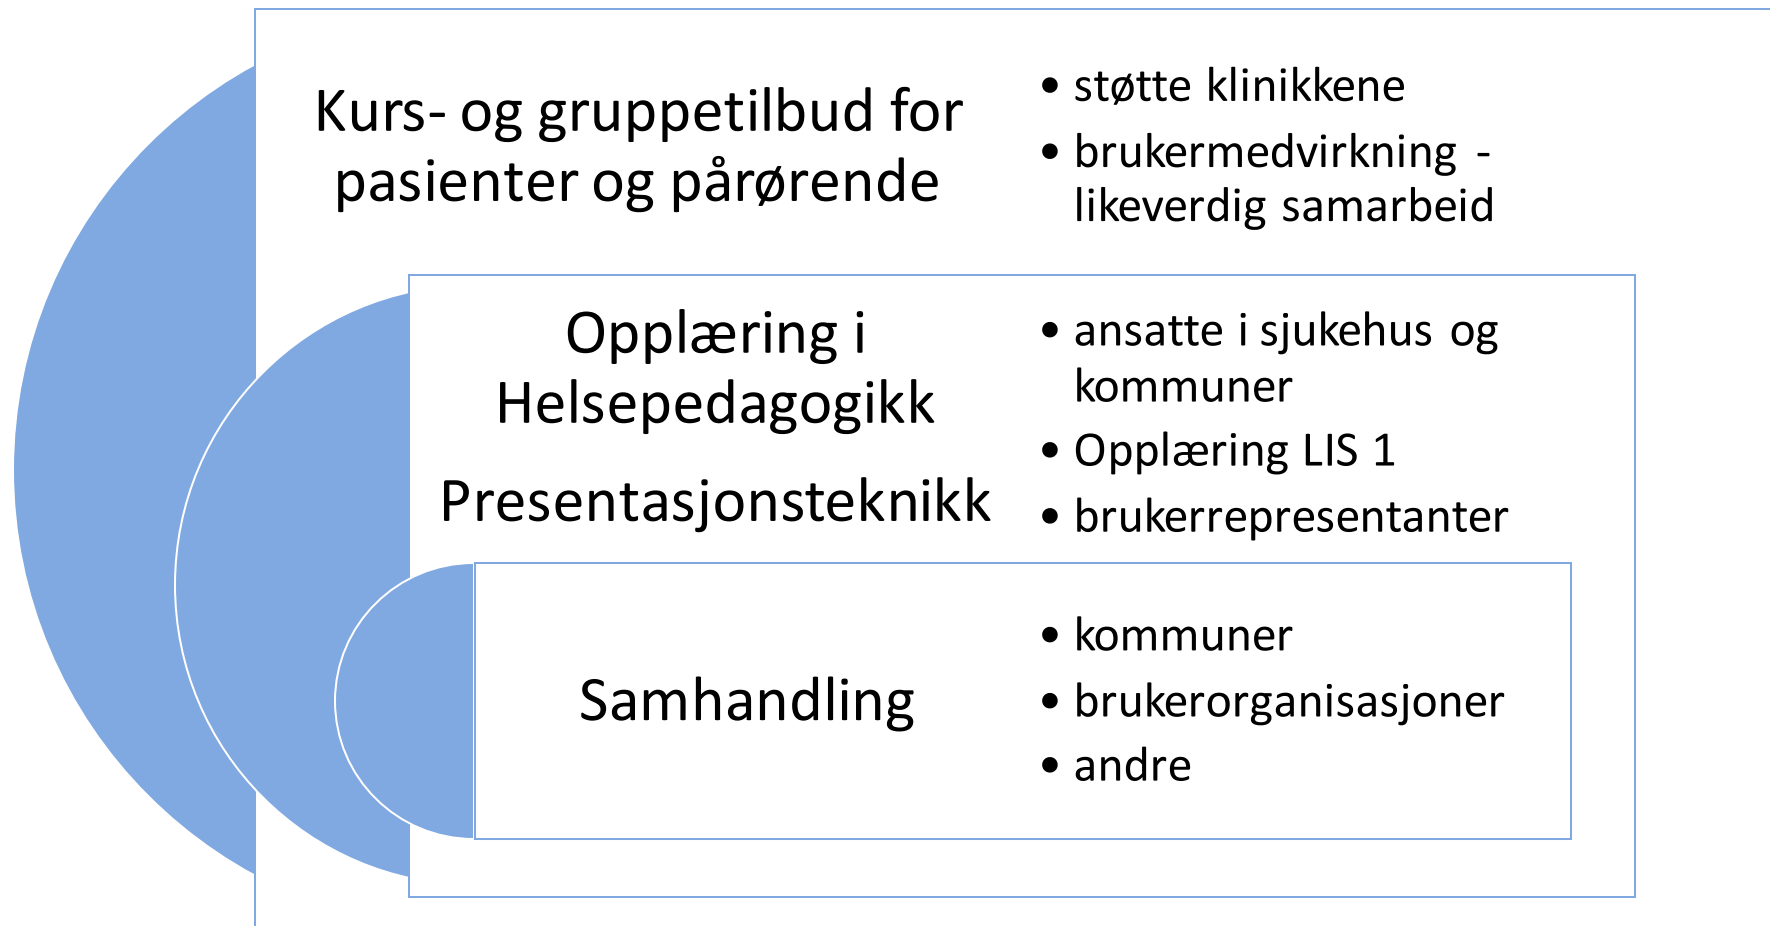 Kurs- og gruppetilbud for
pasienter og pårørende
• støtte klinikkene
• brukermedvirkning -
likeverdig samarbeid
Opplæring i
Helsepedagogikk
Presentasjonsteknikk
• ansatte i sjukehus og
kommuner
• Opplæring LIS 1
• brukerrepresentanter
Samhandling
• kommuner
• brukerorganisasjoner
• andre